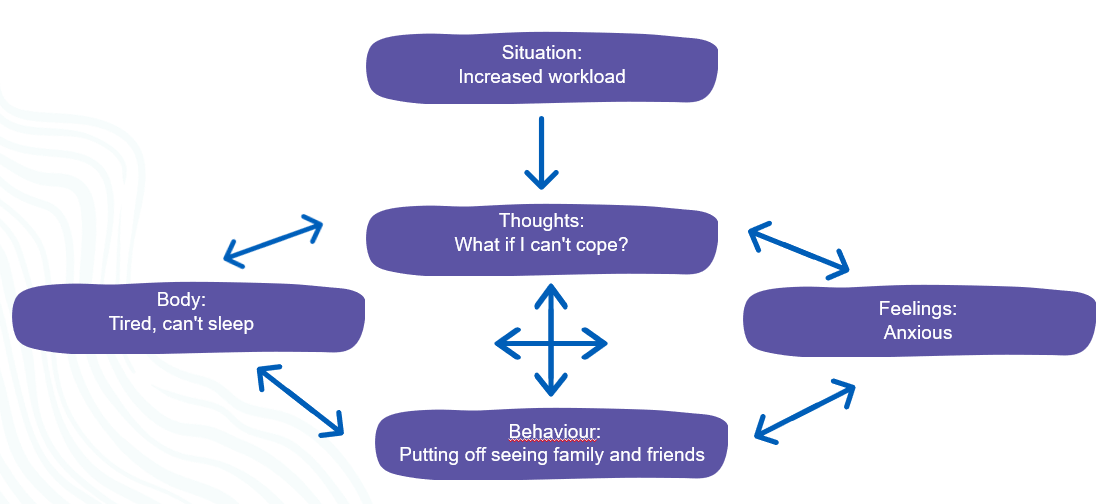 Situation:
Increased workload
Thoughts:
What if I can't cope?
Body:
Tired, can't sleep
Feelings:
Anxious
Behaviour:
Putting off seeing family and friends